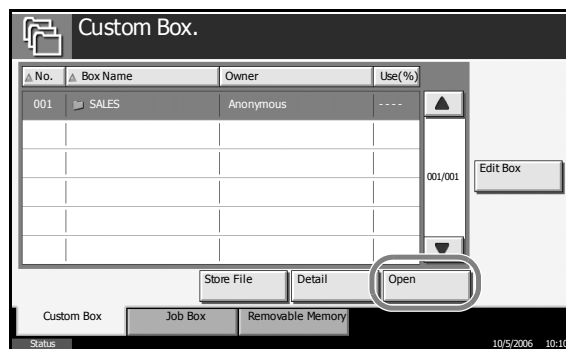 Custom Box.
No. Box Name Owner Use(%)
001 SALES Anonymous ----
001/001
Edit Box
Store File Detail Open
Custom Box Job Box Removable Memory
Status 10/5/2006 10:10